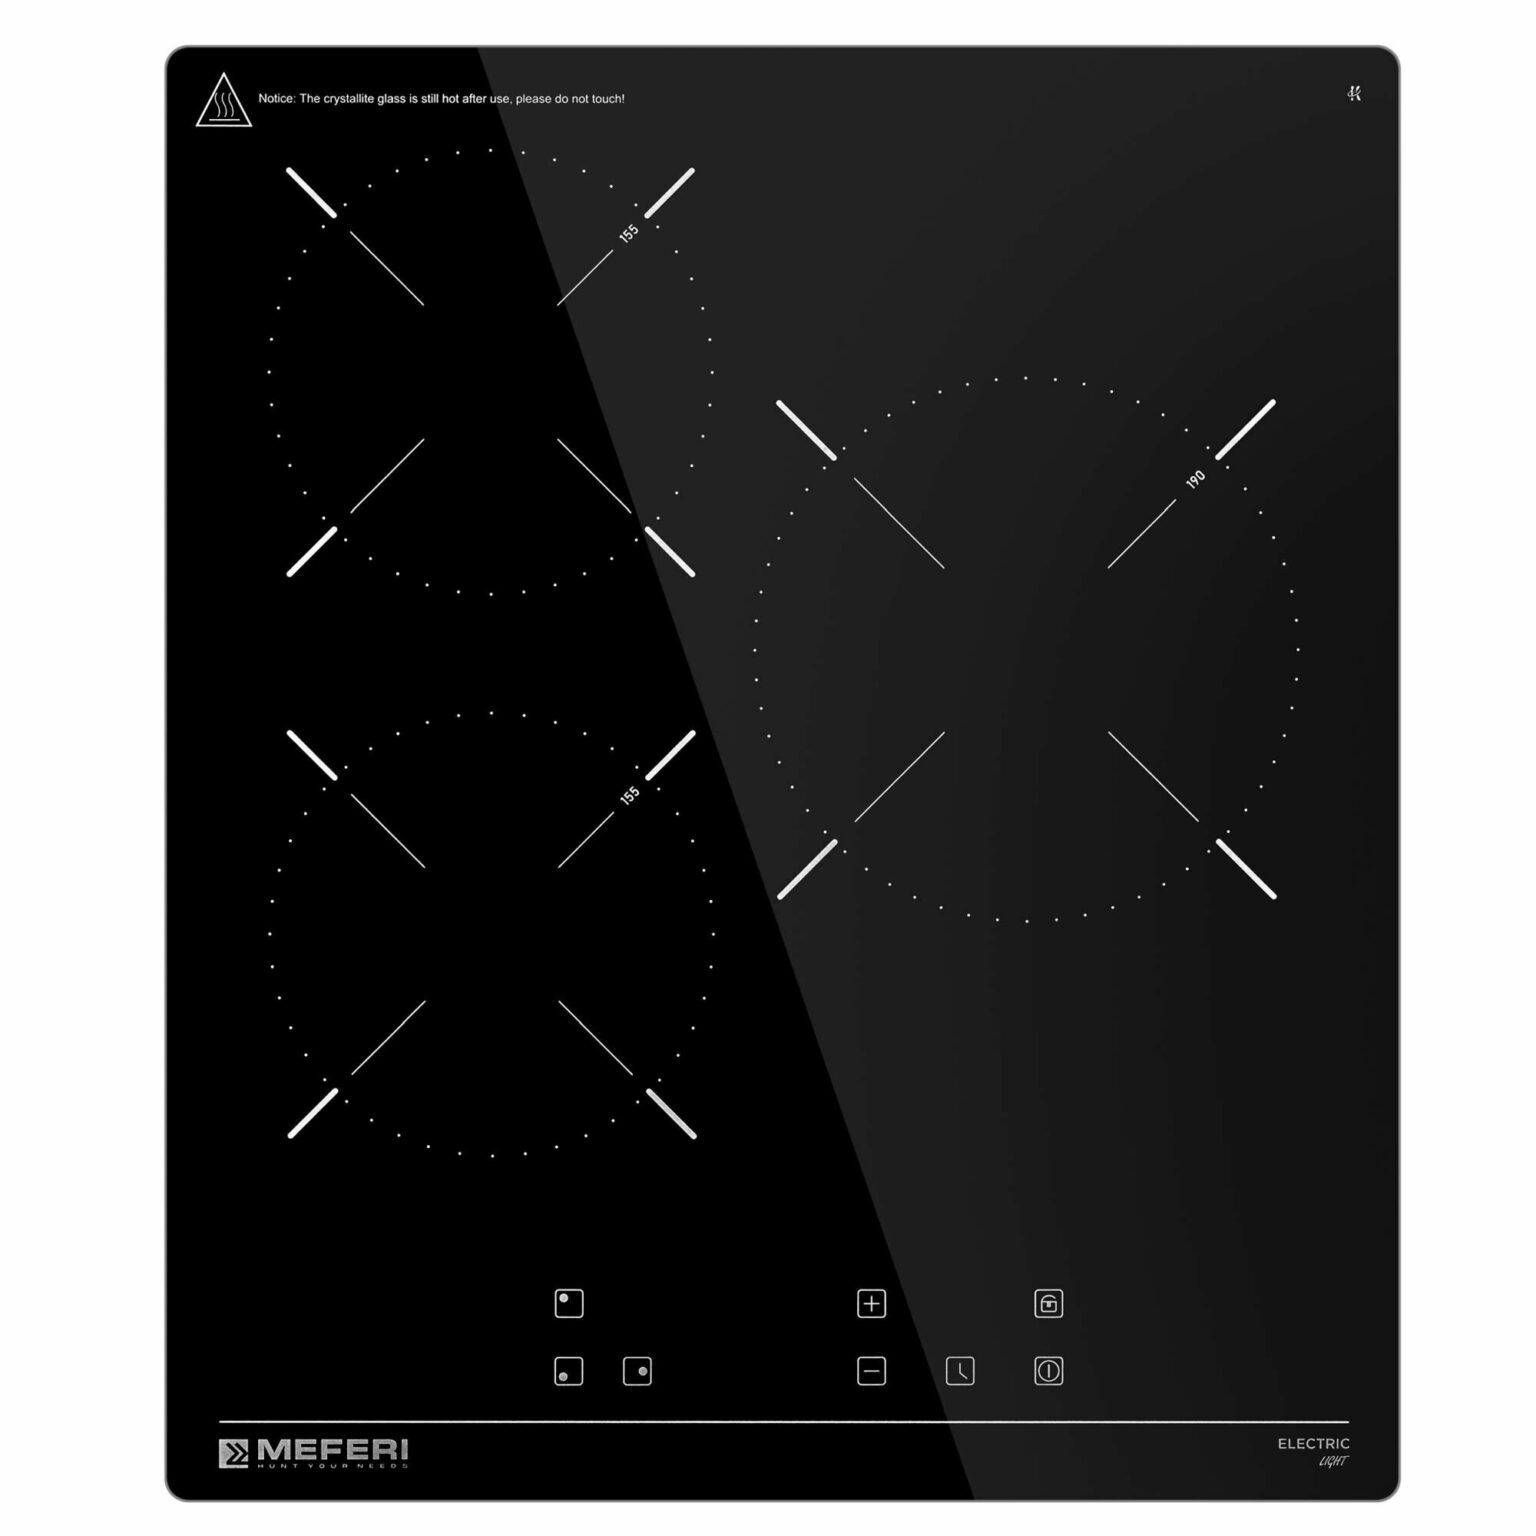 Notice: The crystallite glass is still hot after use, please do not touch!
155
190
155
MEFERI
HUNT YOUR NEEDS
ELECTRIC
LIGHT